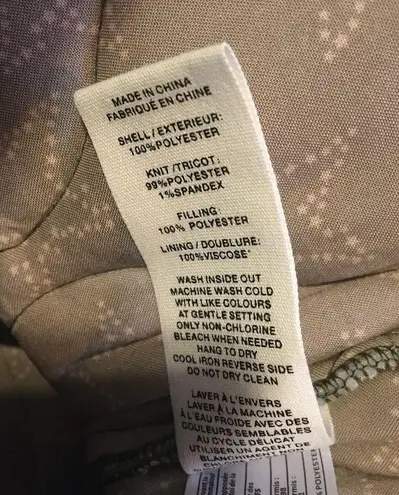 MADE IN CHINA
FABRIQUÉ EN CHINE
SHELL / EXTERIEUR:
100%POLYESTER
KNIT /TRICOT:
99%POLYESTER
1%SPANDEX
FILLING:
100% POLYESTER
LINING / DOUBLURE:
100%VISCOSE*
WASH INSIDE OUT
MACHINE WASH COLD
WITH LIKE COLOURS
AT GENTLE SETTING
ONLY NON-CHLORINE
BLEACH WHEN NEEDED
HANG TO DRY
COOL IRON REVERSE SIDE
DO NOT DRY CLEAN
LAVER À L'ENVERS
LAVER À LA MACHINE
À L'EAU FROIDE AVEC DES
COULEURS SEMBLABLES
AU CYCLE DÉLICAT
UTILISER UN AGENT DE
BLANCHIMENT NON
POLYESTER